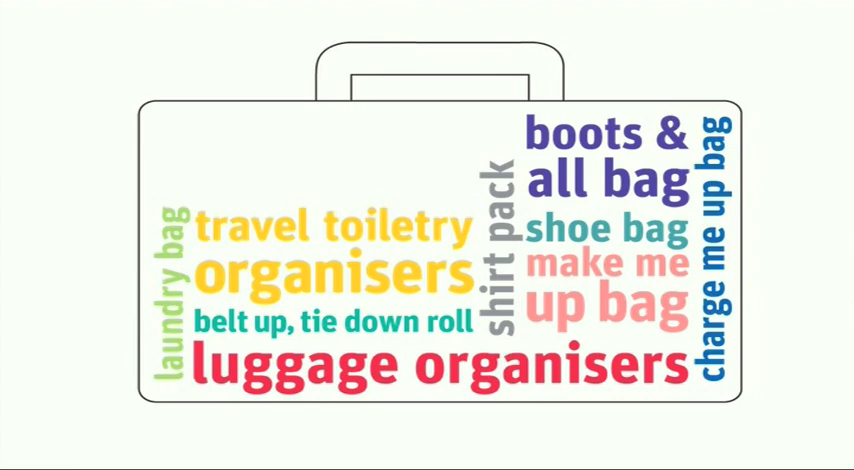 laundry bag
travel toiletry
organisers
belt up, tie down roll
luggage organisers
shirt pack
boots &
all bag
shoe bag
make me
up bag
charge me up bag